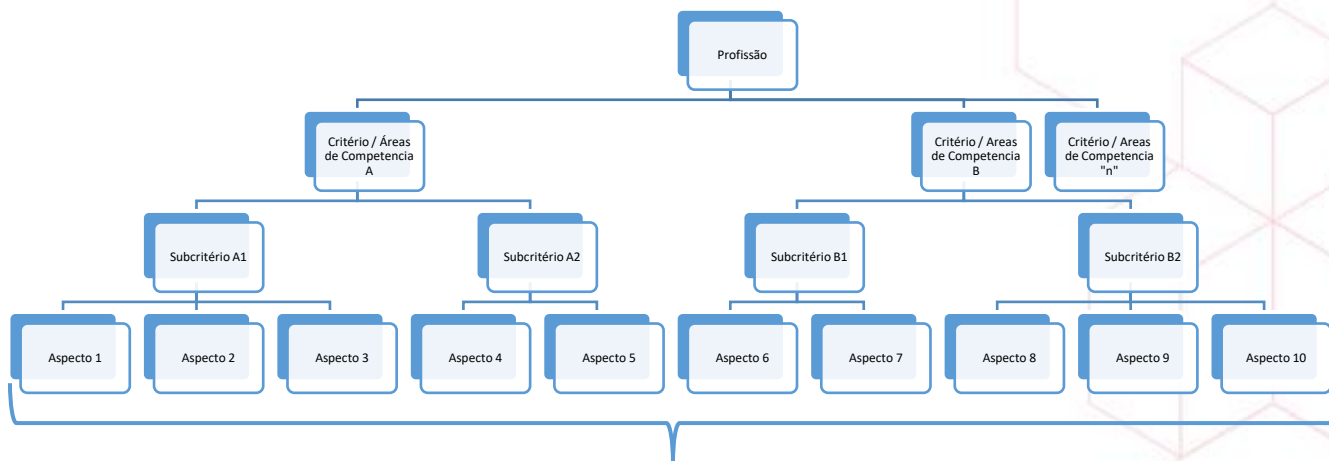 Profissão
Critério / Áreas
de Competencia
A
Critério / Areas
de Competencia
B
Critério / Areas
de Competencia
"n"
Subcritério A1
Subcritério A2
Subcritério B1
Subcritério B2
Aspecto 1
Aspecto 2
Aspecto 3
Aspecto 4
Aspecto 5
Aspecto 6
Aspecto 7
Aspecto 8
Aspecto 9
Aspecto 10